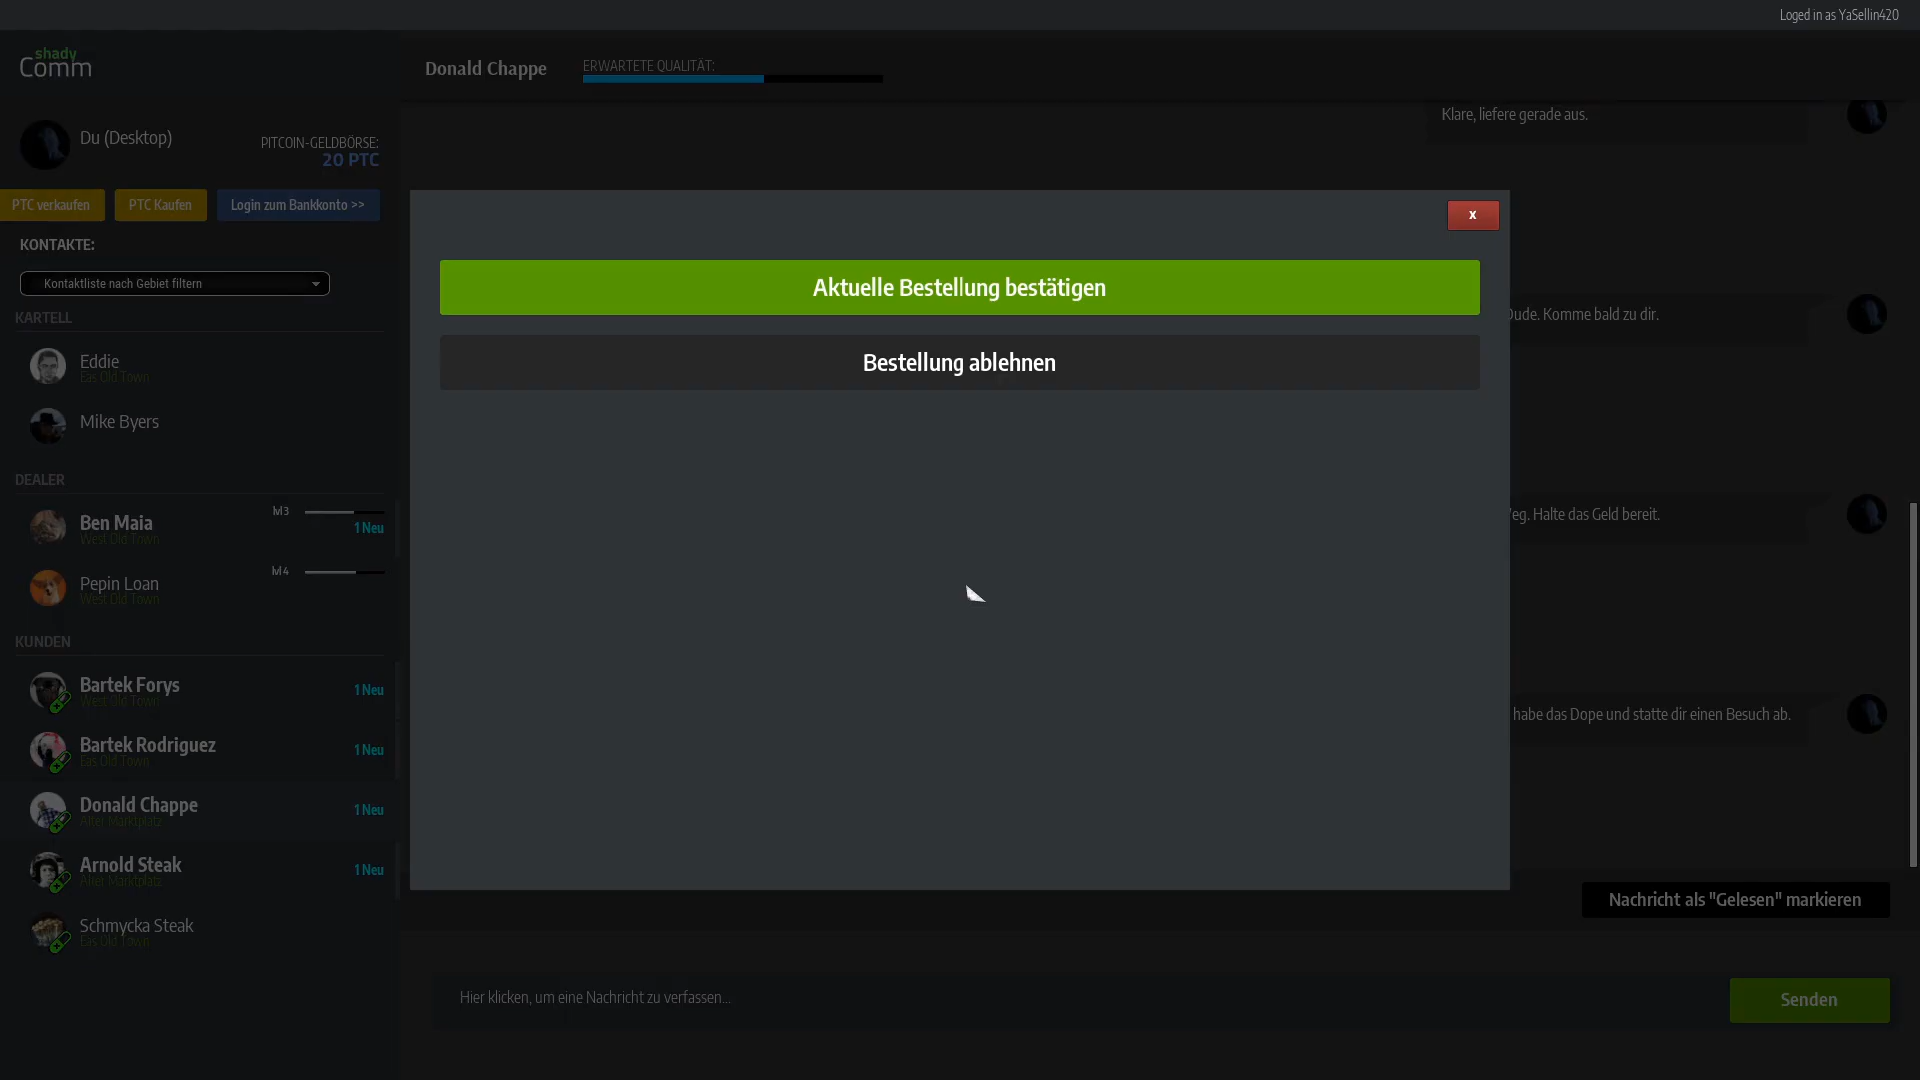 Loged in as YaSellin420
shady
Comm
Donald Chappe
ERWARTETE QUALITÄT:
Du (Desktop)
PITCOIN-GELDBÖRSE:
20 PTC
PTC verkaufen
PTC Kaufen
Login zum Bankkonto >>
KONTAKTE:
Kontaktliste nach Gebiet filtern
KARTELL
Eddie
Eas Old Town
Mike Byers
DEALER
Ben Maia
West Old Town
lvl 3
1 Neu
Pepin Loan
West Old Town
lvl 4
KUNDEN
Bartek Forys
West Old Town
1 Neu
Bartek Rodriguez
Eas Old Town
1 Neu
Donald Chappe
Alter Marktplatz
1 Neu
Arnold Steak
Alter Marktplatz
1 Neu
Schmycka Steak
Eas Old Town
Klare, liefere gerade aus.
x
Aktuelle Bestellung bestätigen
Bestellung ablehnen
Dude. Komme bald zu dir.
Halte das Geld bereit.
habe das Dope und statte dir einen Besuch ab.
Nachricht als "Gelesen" markieren
Hier klicken, um eine Nachricht zu verfassen...
Senden